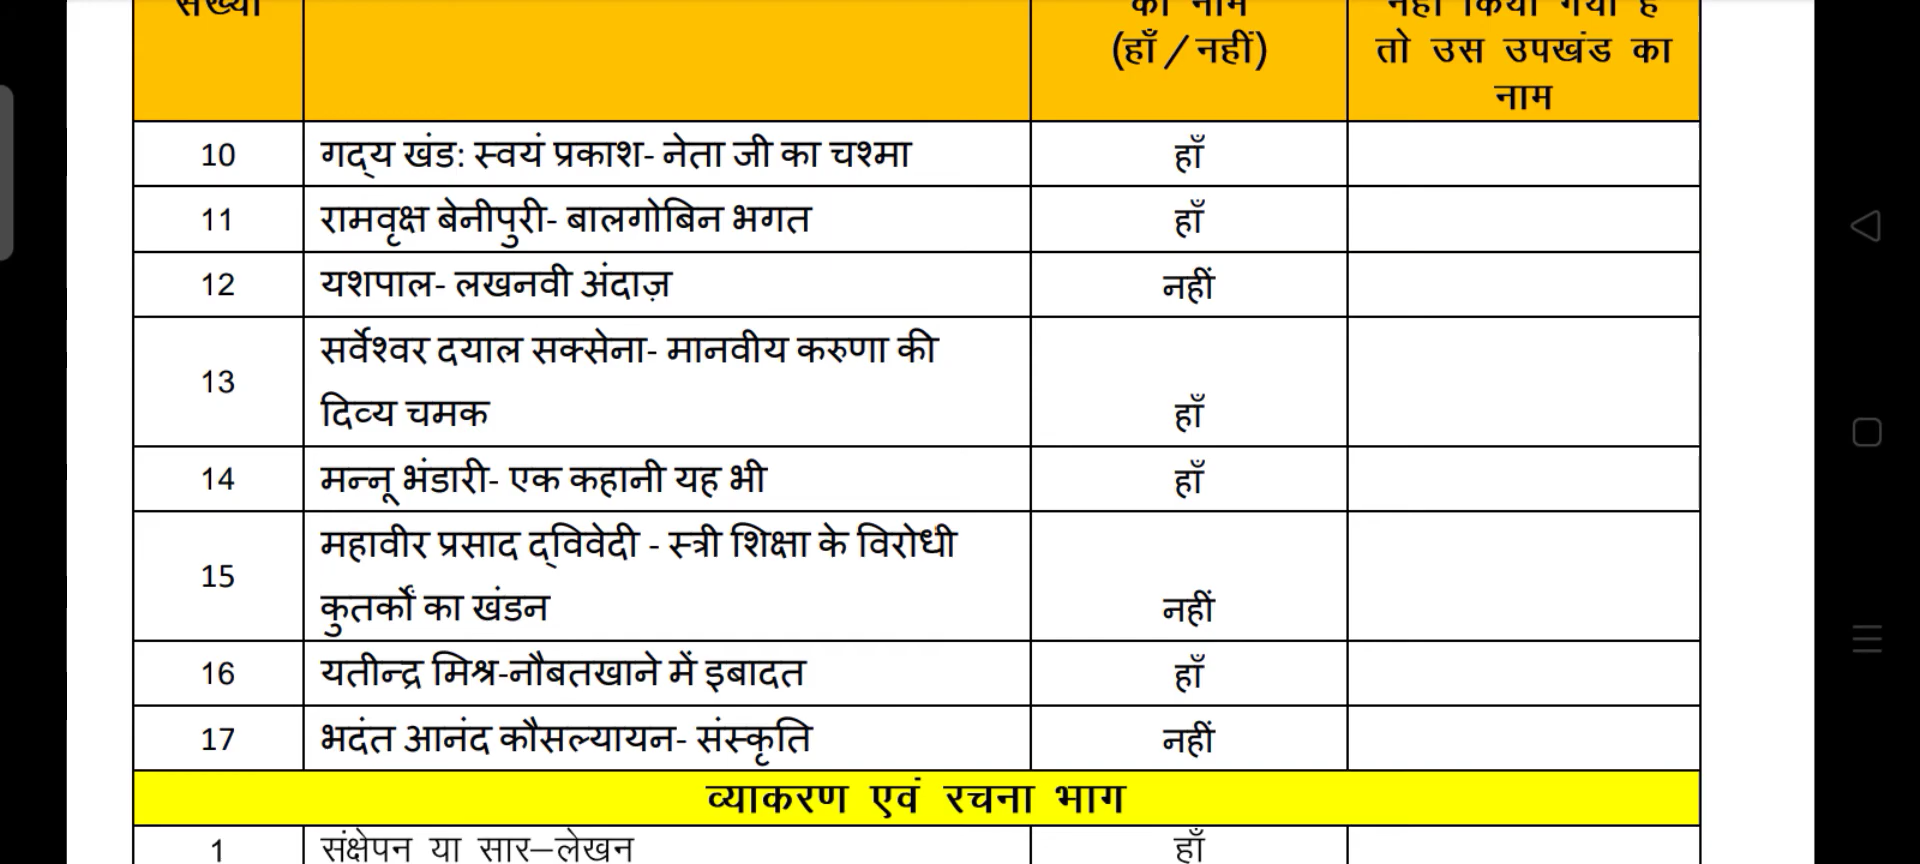 संख्या
का नाम
नहीं किया गया है
(हाँ / नहीं)
तो उस उपखंड का
नाम
10 गद्य खंड: स्वयं प्रकाश- नेता जी का चश्मा हाँ
11 रामवृक्ष बेनीपुरी- बालगोबिन भगत हाँ
12 यशपाल- लखनवी अंदाज़ नहीं
13 सर्वेश्वर दयाल सक्सेना- मानवीय करुणा की
दिव्य चमक हाँ
14 मन्नू भंडारी- एक कहानी यह भी हाँ
15 महावीर प्रसाद द्विवेदी - स्त्री शिक्षा के विरोधी
कुतर्कों का खंडन नहीं
16 यतीन्द्र मिश्र-नौबतखाने में इबादत हाँ
17 भदंत आनंद कौसल्यायन- संस्कृति नहीं
व्याकरण एवं रचना भाग
1 संक्षेपन या सार–लेखन हाँ